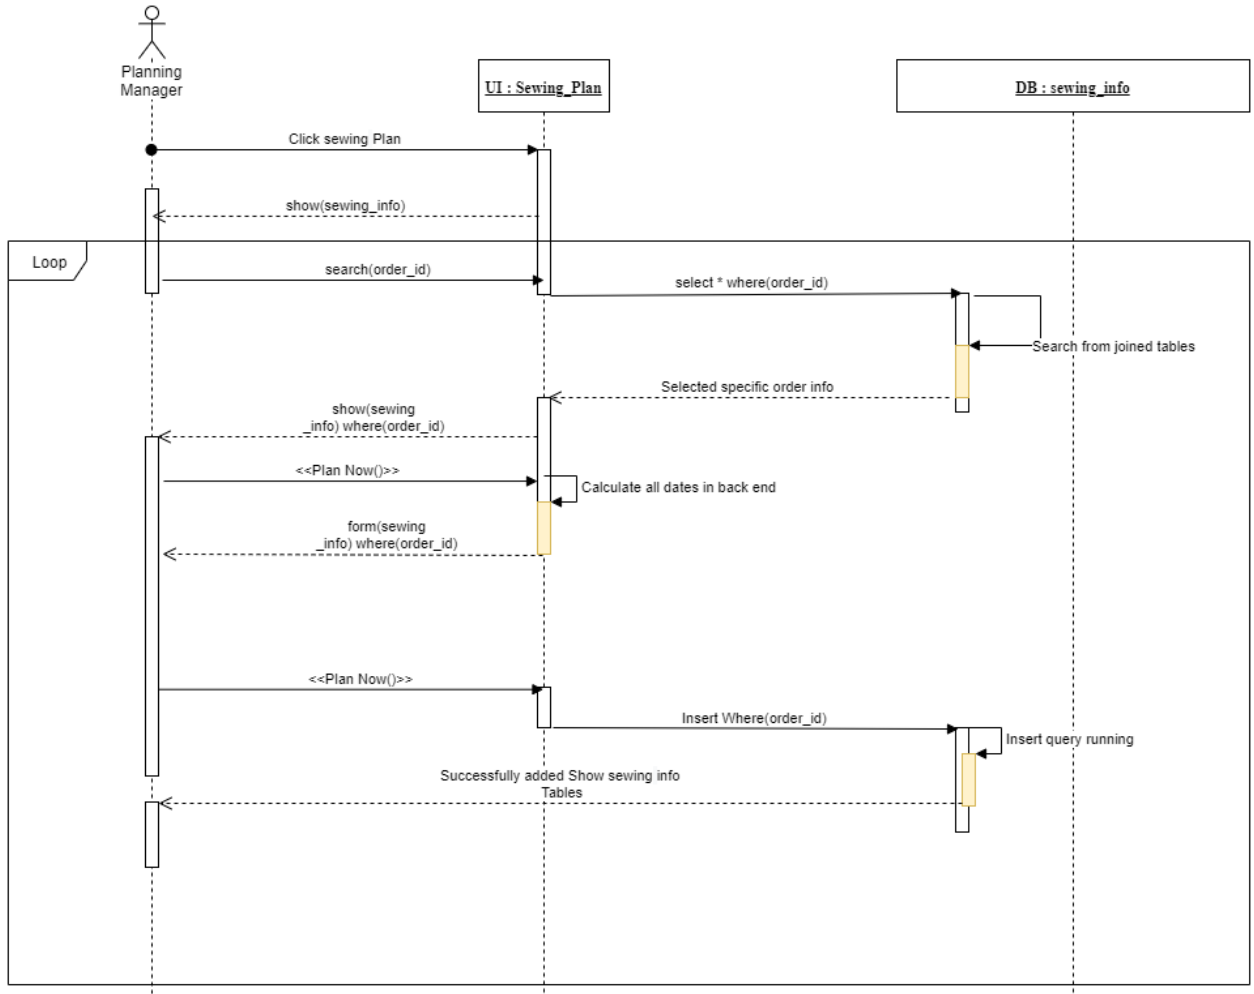 Planning
Manager
UI : Sewing_Plan
DB : sewing_info
Click sewing Plan
show(sewing_info)
Loop
search(order_id)
select * where(order_id)
Search from joined tables
Selected specific order info
show(sewing
_info) where(order_id)
<<Plan Now()>>
Calculate all dates in back end
form(sewing
_info) where(order_id)
<<Plan Now()>>
Insert Where(order_id)
Insert query running
Successfully added Show sewing info
Tables